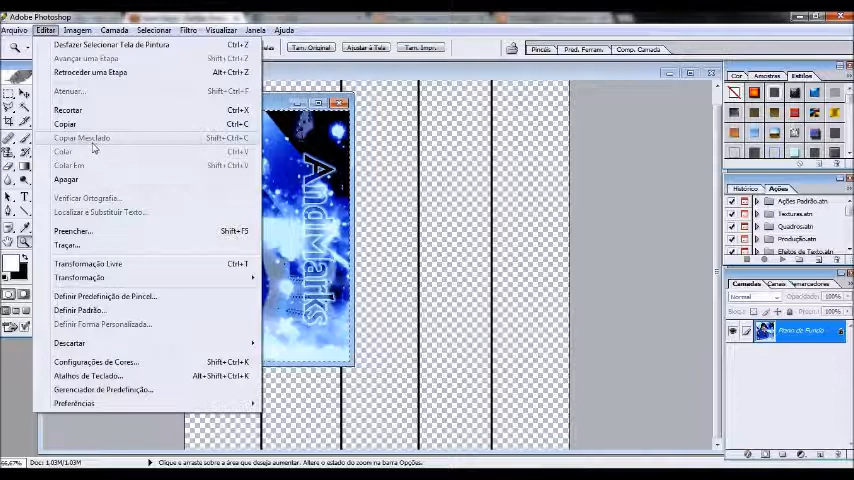 Adobe Photoshop
Arquivo Editar Imagem Camada Selecionar Filtro Visualizar Janela Ajuda
Tam. Original Ajustar à Tela Tam. Impr. Pincéis Pred. Ferram. Comp. Camada
Desfazer Selecionar Tela de Pintura Ctrl+Z
Avançar uma Etapa Shift+Ctrl+Z
Retroceder uma Etapa Alt+Ctrl+Z
Atenuar... Shift+Ctrl+F
Recortar Ctrl+X
Copiar Ctrl+C
Copiar Mesclado Shift+Ctrl+C
Colar Ctrl+V
Colar Em Shift+Ctrl+V
Apagar
Verificar Ortografia...
Localizar e Substituir Texto...
Preencher... Shift+F5
Traçar...
Transformação Livre Ctrl+T
Transformação
Definir Predefinição de Pincel...
Definir Padrão...
Definir Forma Personalizada...
Descartar
Configurações de Cores... Shift+Ctrl+K
Atalhos de Teclado... Alt+Shift+Ctrl+K
Gerenciador de Predefinição...
Preferências
AndMarks
Cor Amostras Estilos
Histórico Ações
Ações Padrão.atn
Texturas.atn
Quadros.atn
Produção.atn
Efeitos de Texto.atn
Camadas Canais
Normal Opacidade: 100%
100%
Plano de Fundo
66,67% Doc: 1.03M/1.03M Clique e arraste sobre a área que deseja aumentar. Altere o estado do zoom na barra Opções.